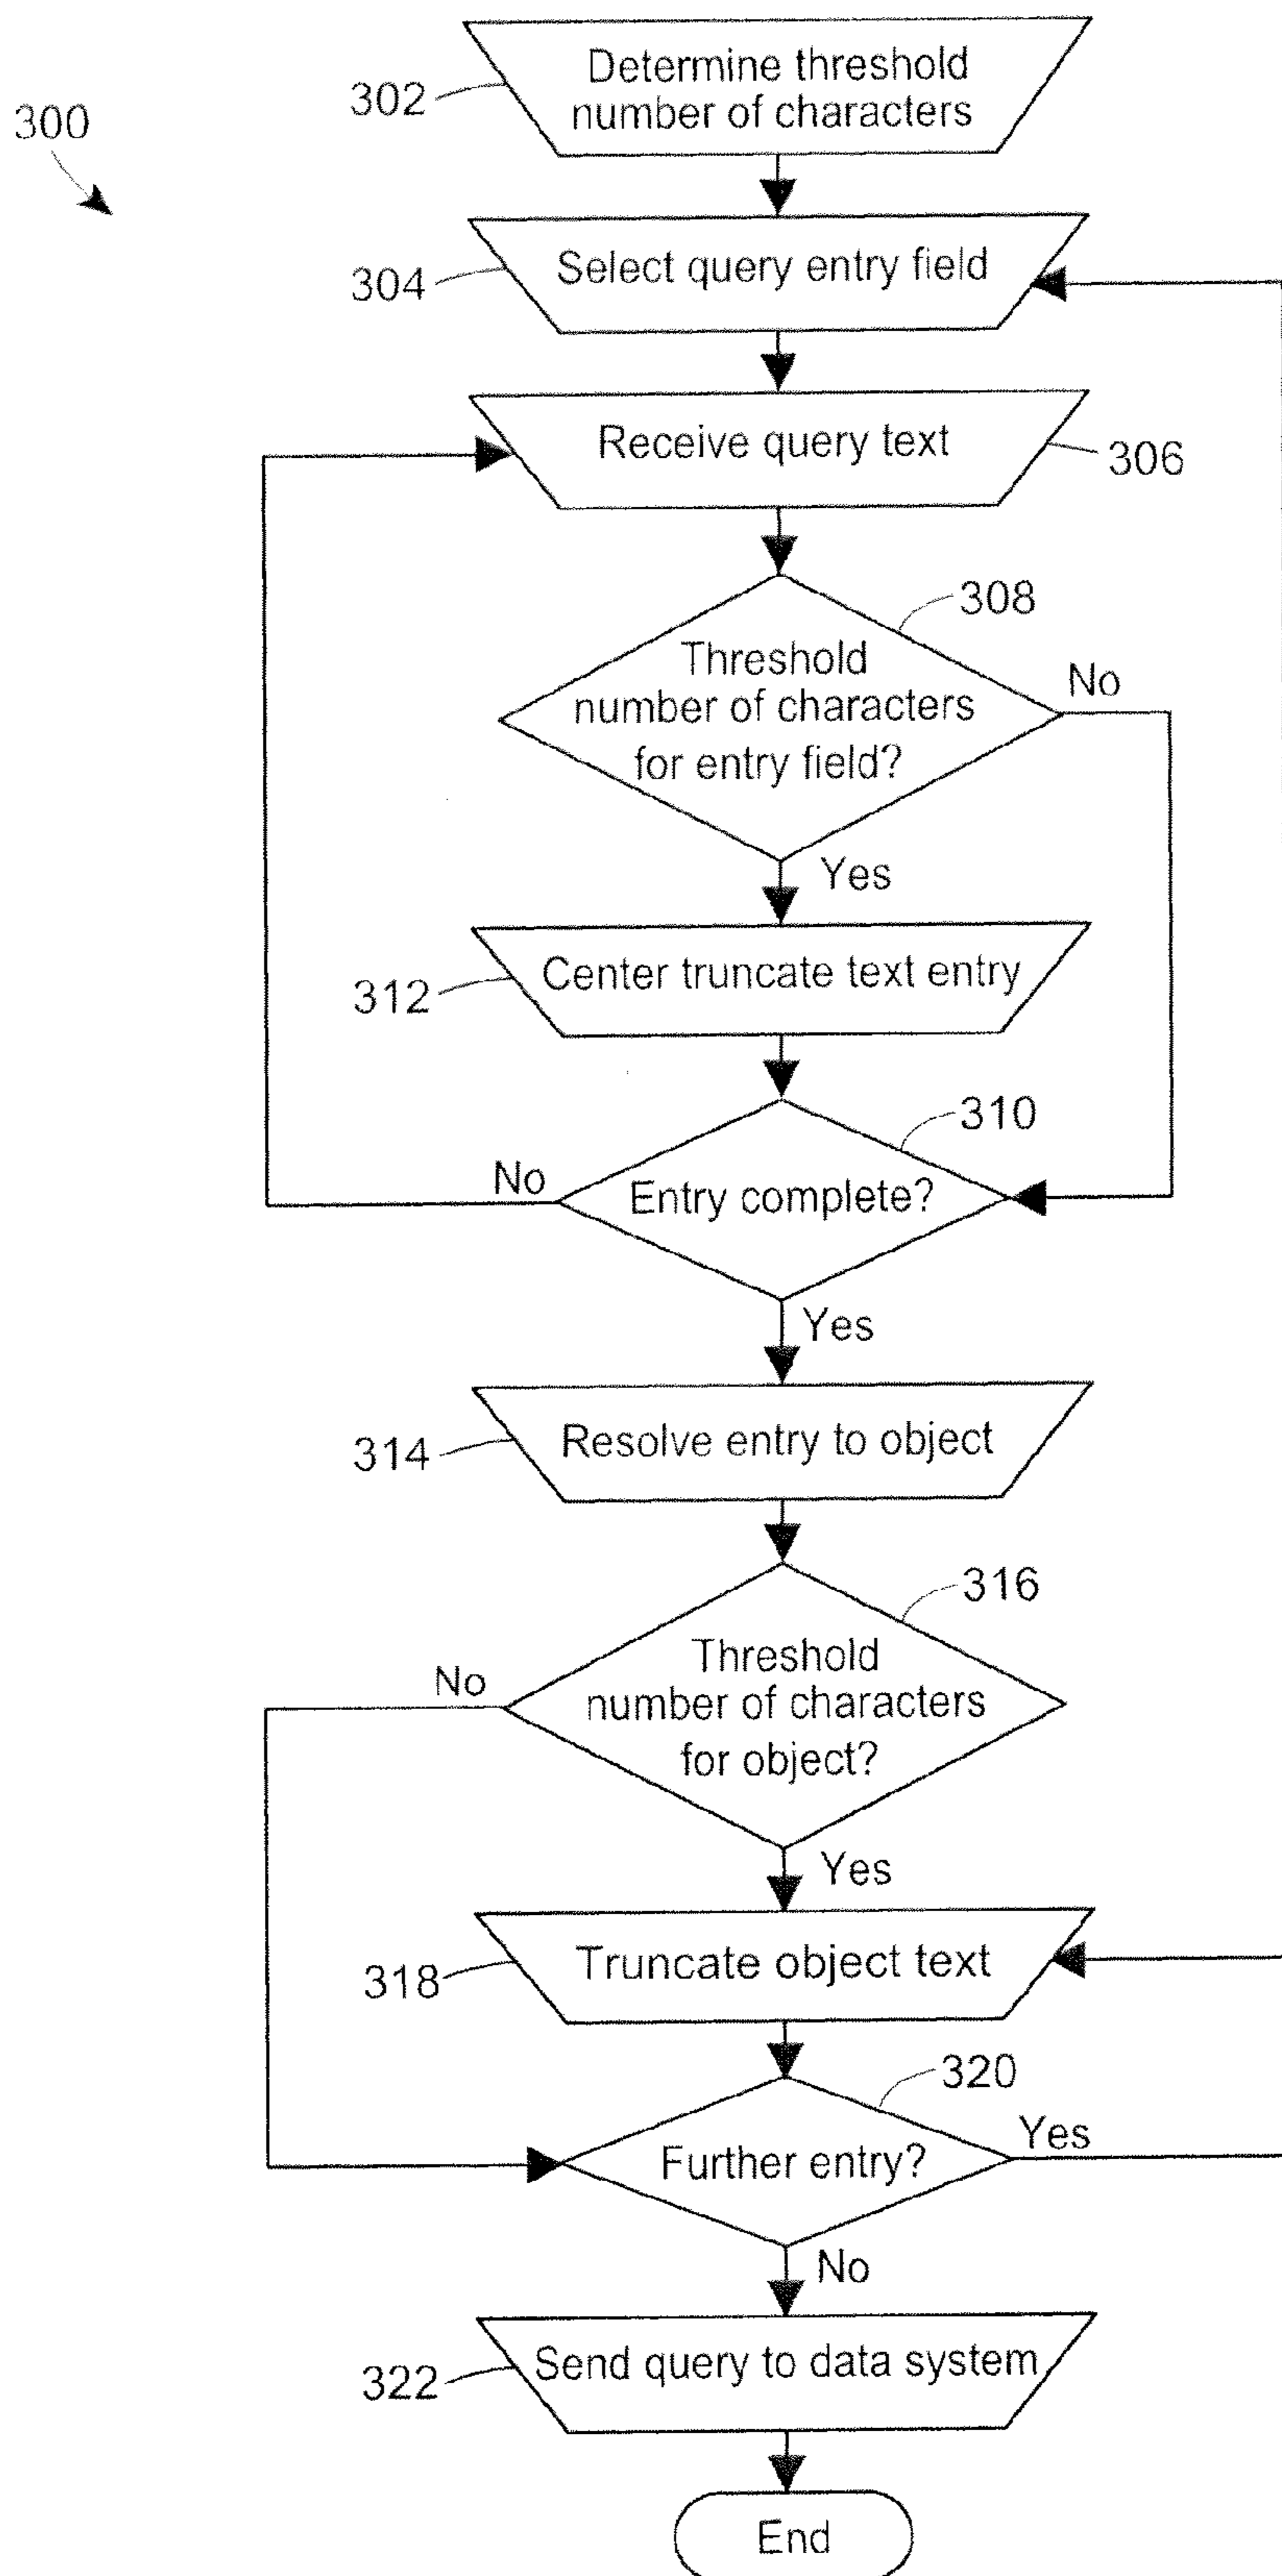 302
Determine threshold
number of characters
300
304
Select query entry field
Receive query text
306
308
Threshold
number of characters
for entry field?
No
Yes
312
Center truncate text entry
310
No
Entry complete?
Yes
314
Resolve entry to object
316
No
Threshold
number of characters
for object?
Yes
318
Truncate object text
320
Further entry?
Yes
No
322
Send query to data system
End